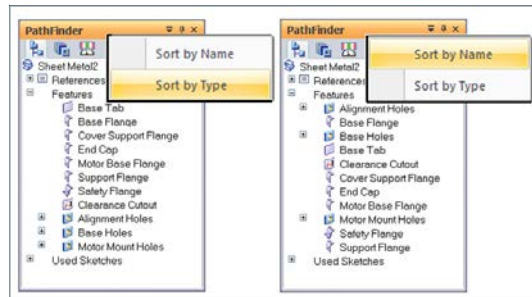 PathFinder
Sort by Name
Sort by Type
Sheet Metal2
References
Features
Base Tab
Base Flange
Cover Support Flange
End Cap
Motor Base Flange
Support Flange
Safety Flange
Clearance Cutout
Alignment Holes
Base Holes
Motor Mount Holes
Used Sketches
PathFinder
Sort by Name
Sort by Type
Sheet Metal2
References
Features
Alignment Holes
Base Flange
Base Holes
Base Tab
Clearance Cutout
Cover Support Flange
End Cap
Motor Base Flange
Motor Mount Holes
Safety Flange
Support Flange
Used Sketches